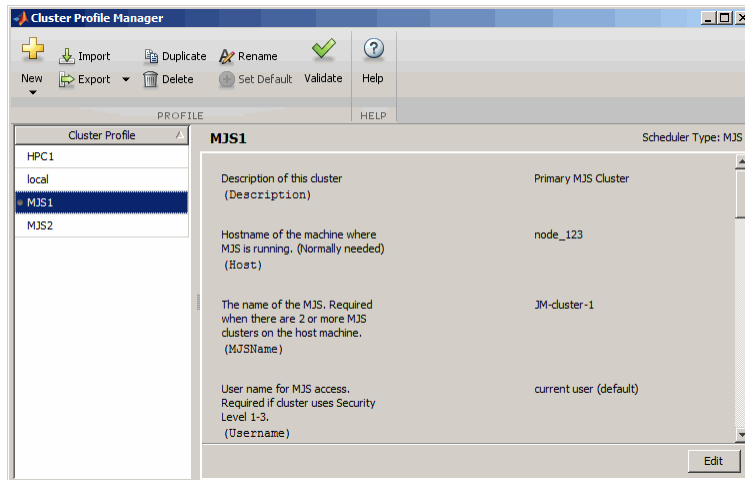 Cluster Profile Manager
New
Import
Export
Duplicate
Delete
Rename
Set Default
Validate
Help
PROFILE
HELP
Cluster Profile
HPC1
local
MJS1
MJS2
MJS1
Scheduler Type: MJS
Description of this cluster
(Description)
Primary MJS Cluster
Hostname of the machine where
MJS is running. (Normally needed)
(Host)
node_123
The name of the MJS. Required
when there are 2 or more MJS
clusters on the host machine.
(MJSName)
JM-cluster-1
User name for MJS access.
Required if cluster uses Security
Level 1-3.
(Username)
current user (default)
Edit